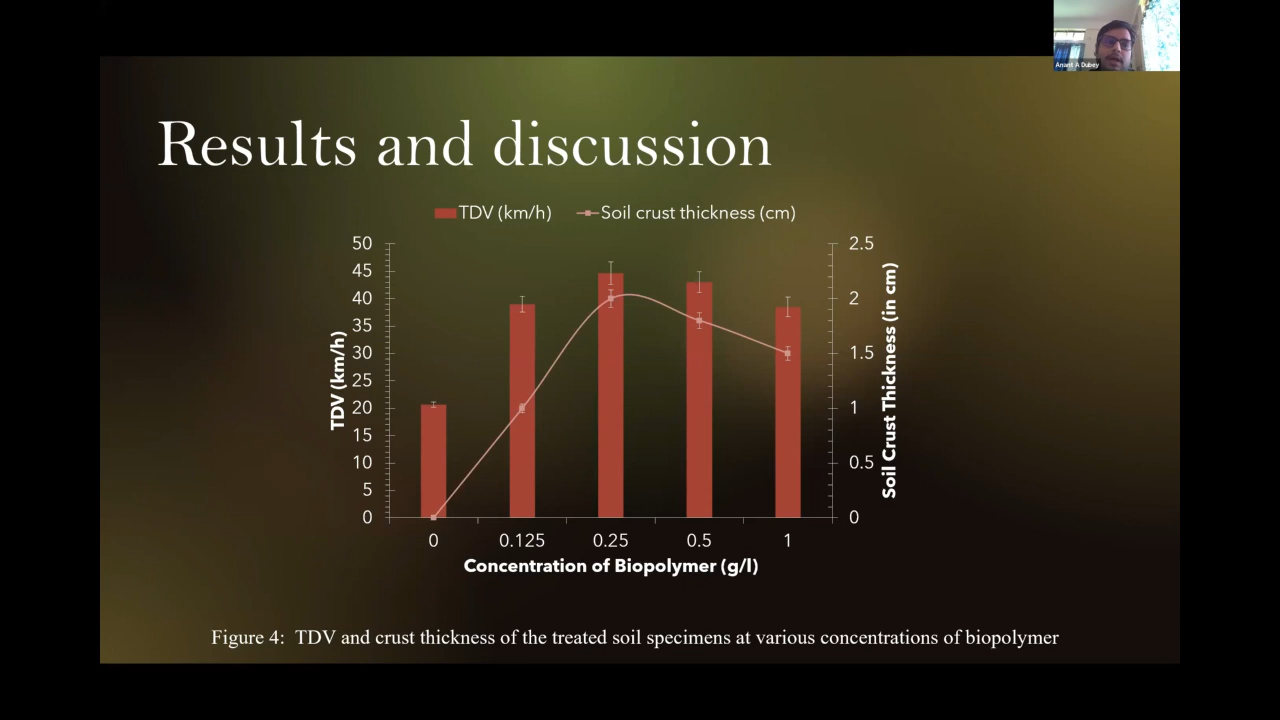 Anant A Dubey
Results and discussion
TDV (km/h)
Soil crust thickness (cm)
50
45
40
35
30
25
20
15
10
5
0
TDV (km/h)
2.5
2
1.5
1
0.5
0
Soil Crust Thickness (in cm)
0 0.125 0.25 0.5 1
Concentration of Biopolymer (g/l)
Figure 4: TDV and crust thickness of the treated soil specimens at various concentrations of biopolymer